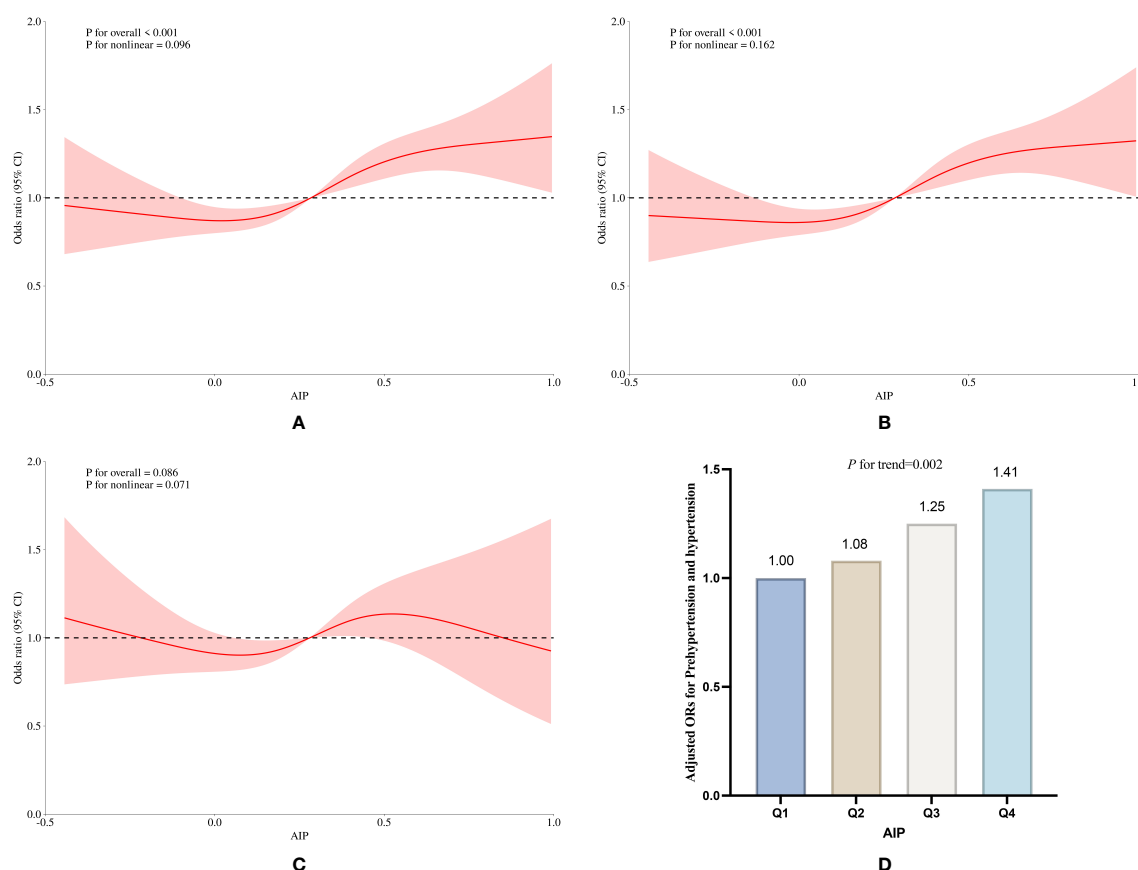 2.0
P for overall < 0.001
P for nonlinear = 0.096
1.5
1.0
0.5
0.0
Odds ratio (95% CI)
-0.5
0.0
0.5
1.0
AIP
A
2.0
P for overall < 0.001
P for nonlinear = 0.162
1.5
1.0
0.5
0.0
Odds ratio (95% CI)
-0.5
0.0
0.5
1
AIP
B
2.0
P for overall = 0.086
P for nonlinear = 0.071
1.5
1.0
0.5
0.0
Odds ratio (95% CI)
-0.5
0.0
0.5
1.0
AIP
C
P for trend=0.002
1.5
1.0
0.5
0.0
Adjusted ORs for Prehypertension and hypertension
1.00
1.08
1.25
1.41
Q1
Q2
Q3
Q4
AIP
D